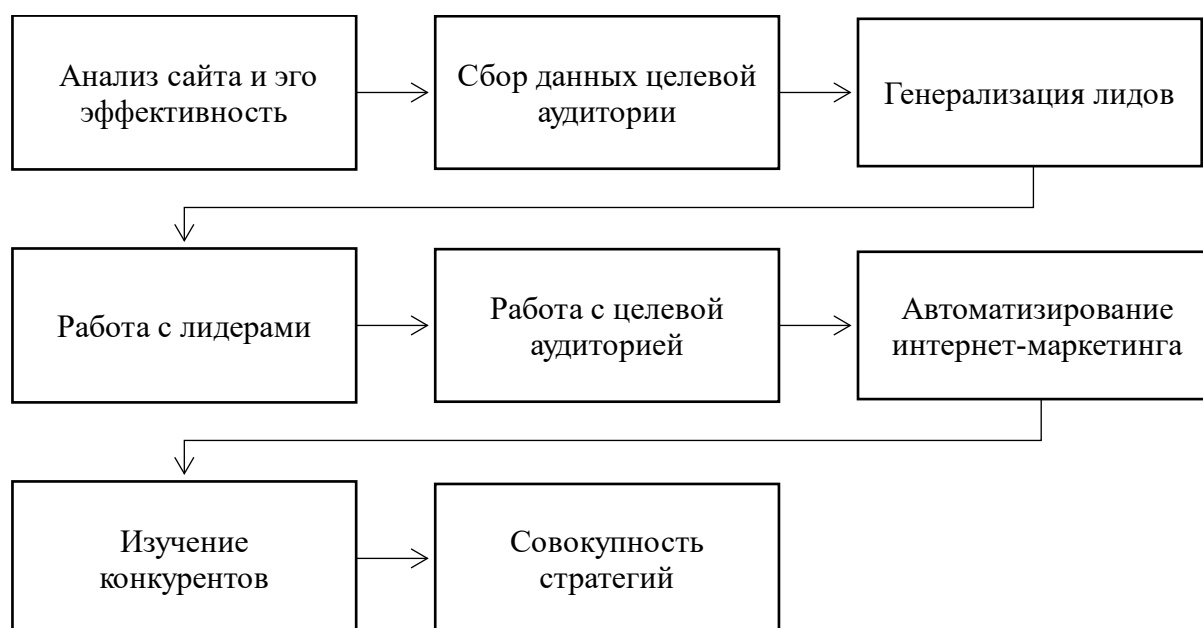 Анализ сайта и эго
эффективность
Сбор данных целевой
аудитории
Генерализация лидов
Работа с лидерами
Работа с целевой
аудиторией
Автоматизирование
интернет-маркетинга
Изучение
конкурентов
Совокупность
стратегий